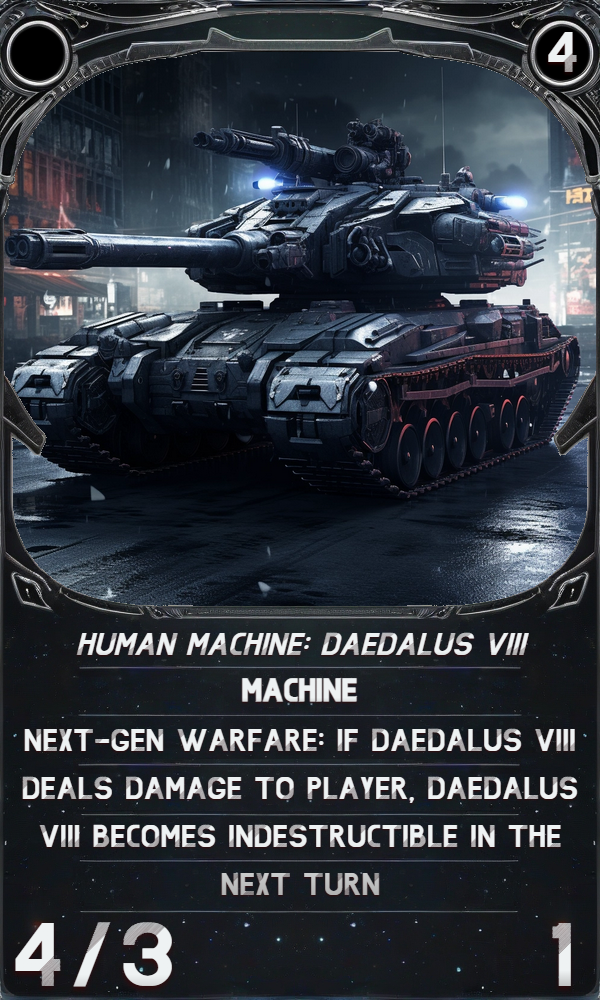 4
HUMAN MACHINE: DAEDALUS VIII
MACHINE
NEXT-GEN WARFARE: IF DAEDALUS VIII
DEALS DAMAGE TO PLAYER, DAEDALUS
VIII BECOMES INDESTRUCTIBLE IN THE
NEXT TURN
4/3
1